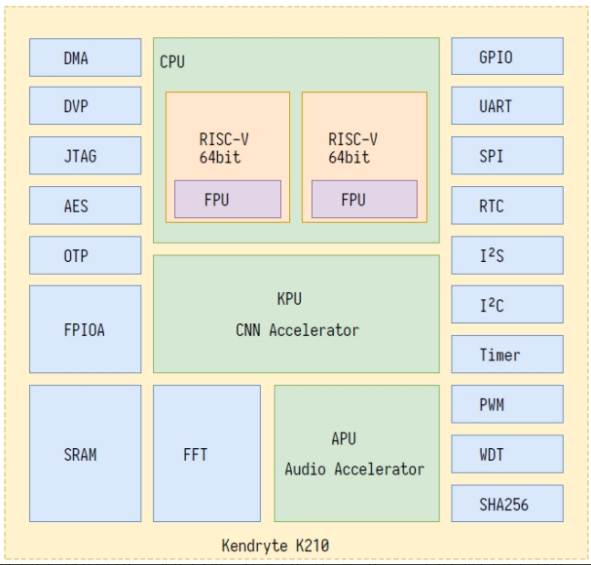 DMA
DVP
JTAG
AES
OTP
FPIOA
SRAM
CPU
RISC-V
64bit
FPU
RISC-V
64bit
FPU
KPU
CNN Accelerator
FFT
APU
Audio Accelerator
GPIO
UART
SPI
RTC
I²S
I²C
Timer
PWM
WDT
SHA256
Kendryte K210